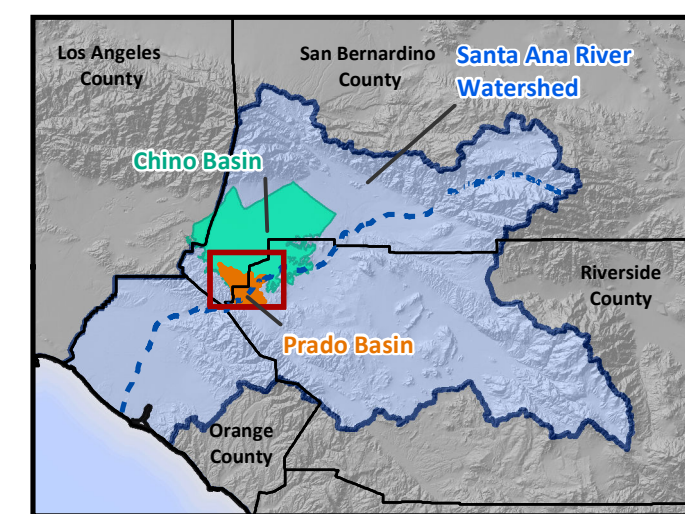 Los Angeles
County
San Bernardino
County
Santa Ana River
Watershed
Chino Basin
Riverside
County
Prado Basin
Orange
County